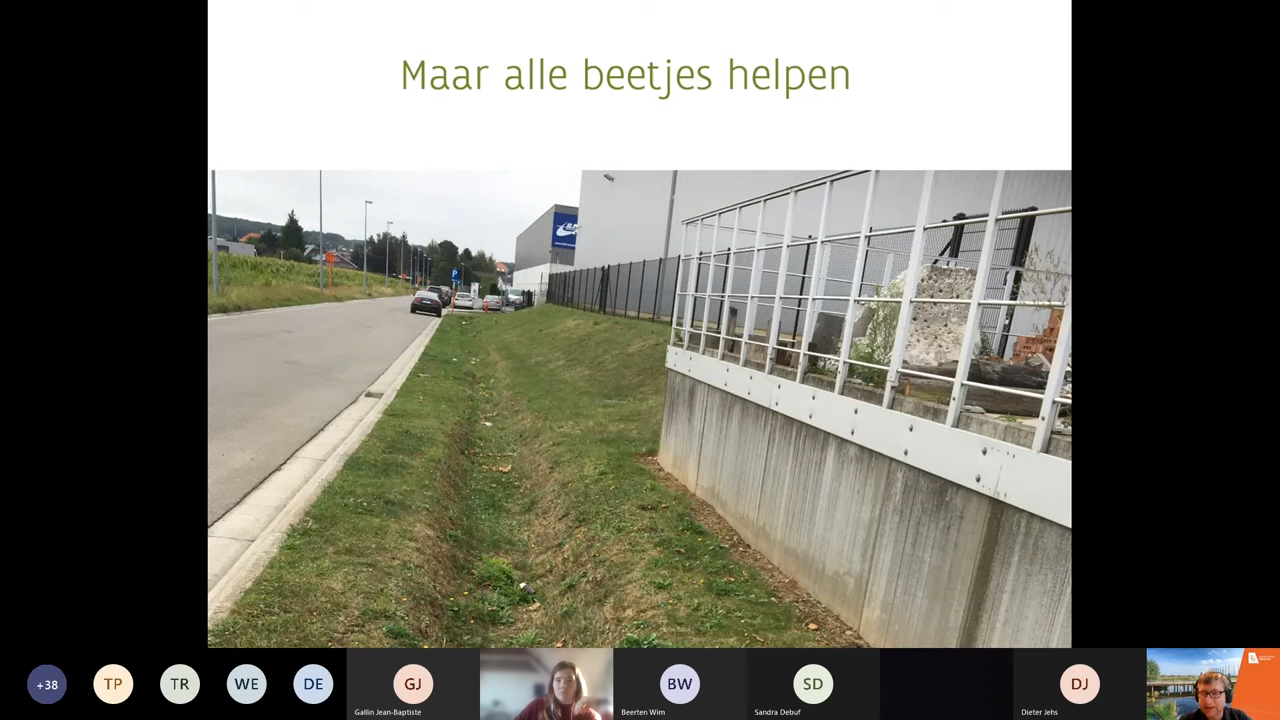 Maar alle beetjes helpen
P
+38
TP
TR
WE
DE
GJ
Gallin Jean-Baptiste
BW
Beerten Wim
SD
Sandra Debuf
DJ
Dieter Jehs